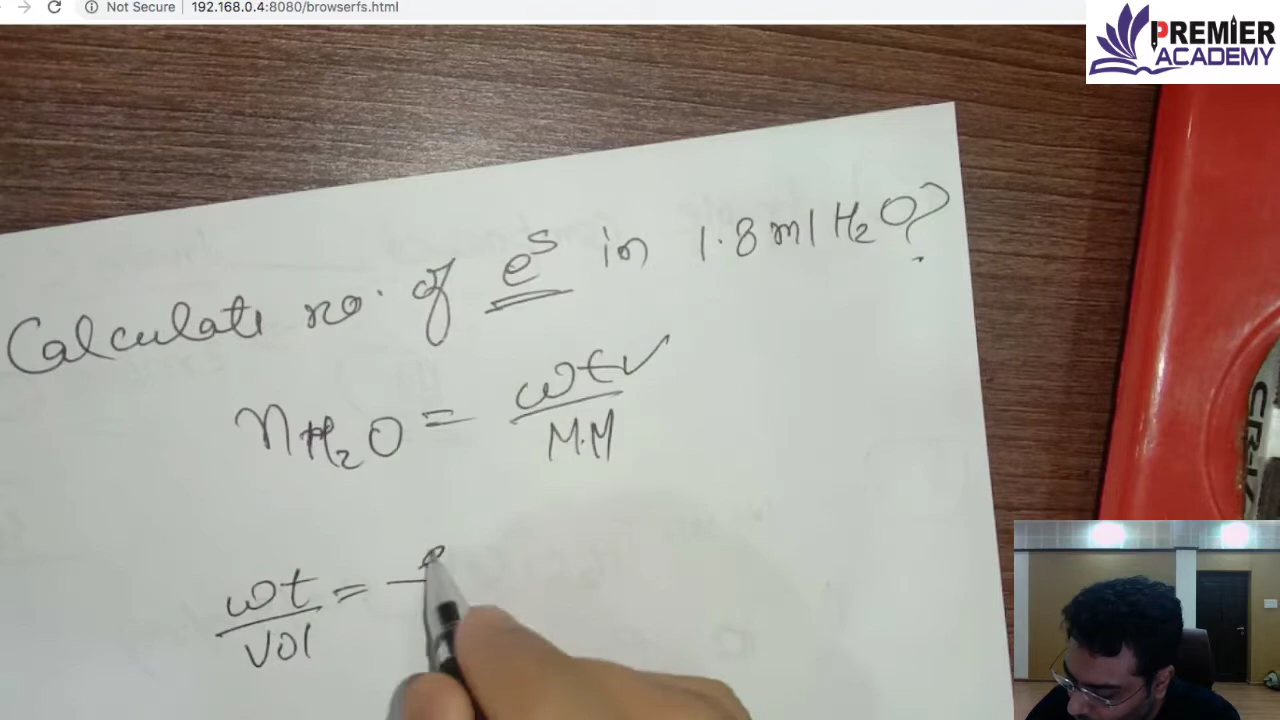 Not Secure | 192.168.0.4:8080/browserfs.html
PREMIER
ACADEMY
Calculate no. of e^s in 1.8 ml H₂O?
nH₂O = wt ✓
M.M
wt =
Vol